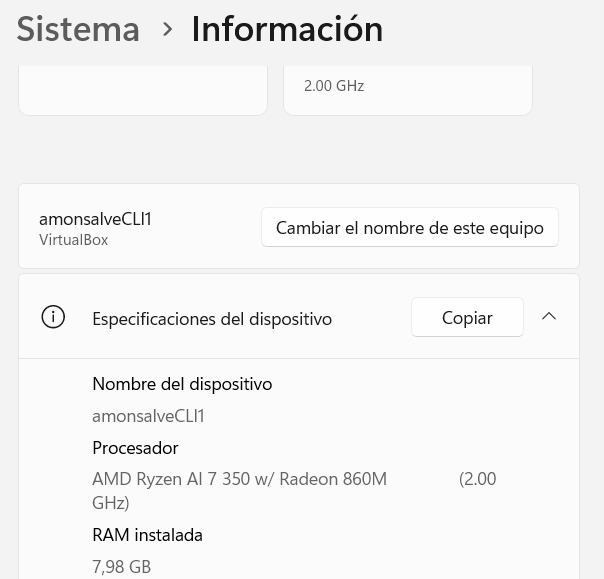 Sistema > Información
2.00 GHz
amonsalveCLI1
VirtualBox
Cambiar el nombre de este equipo
Especificaciones del dispositivo
Copiar
Nombre del dispositivo
amonsalveCLI1
Procesador
AMD Ryzen AI 7 350 w/ Radeon 860M (2.00
GHz)
RAM instalada
7,98 GB